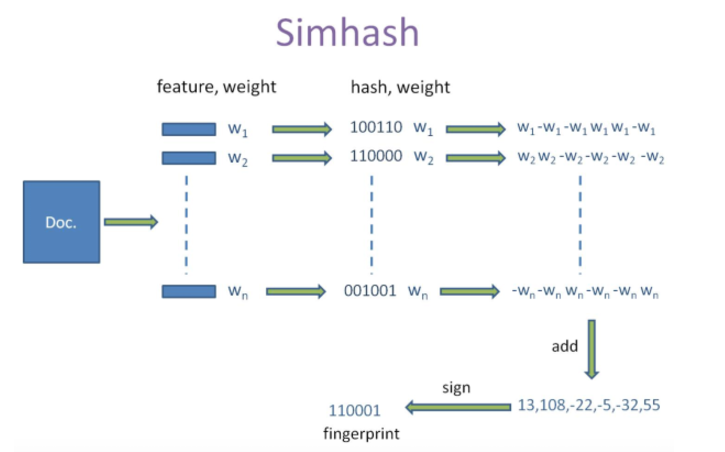 Simhash
feature, weight hash, weight
w₁ 100110 w₁ w₁ -w₁ -w₁ w₁ w₁ -w₁
w₂ 110000 w₂ w₂ w₂ -w₂ -w₂ -w₂ -w₂
Doc.
wₙ 001001 wₙ -wₙ -wₙ wₙ -wₙ -wₙ wₙ
add
sign
110001 13,108,-22,-5,-32,55
fingerprint